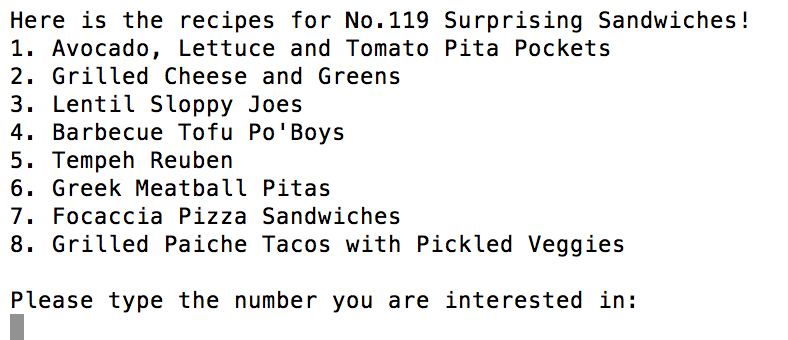 Here is the recipes for No.119 Surprising Sandwiches!
1. Avocado, Lettuce and Tomato Pita Pockets
2. Grilled Cheese and Greens
3. Lentil Sloppy Joes
4. Barbecue Tofu Po'Boys
5. Tempeh Reuben
6. Greek Meatball Pitas
7. Focaccia Pizza Sandwiches
8. Grilled Paiche Tacos with Pickled Veggies
Please type the number you are interested in: